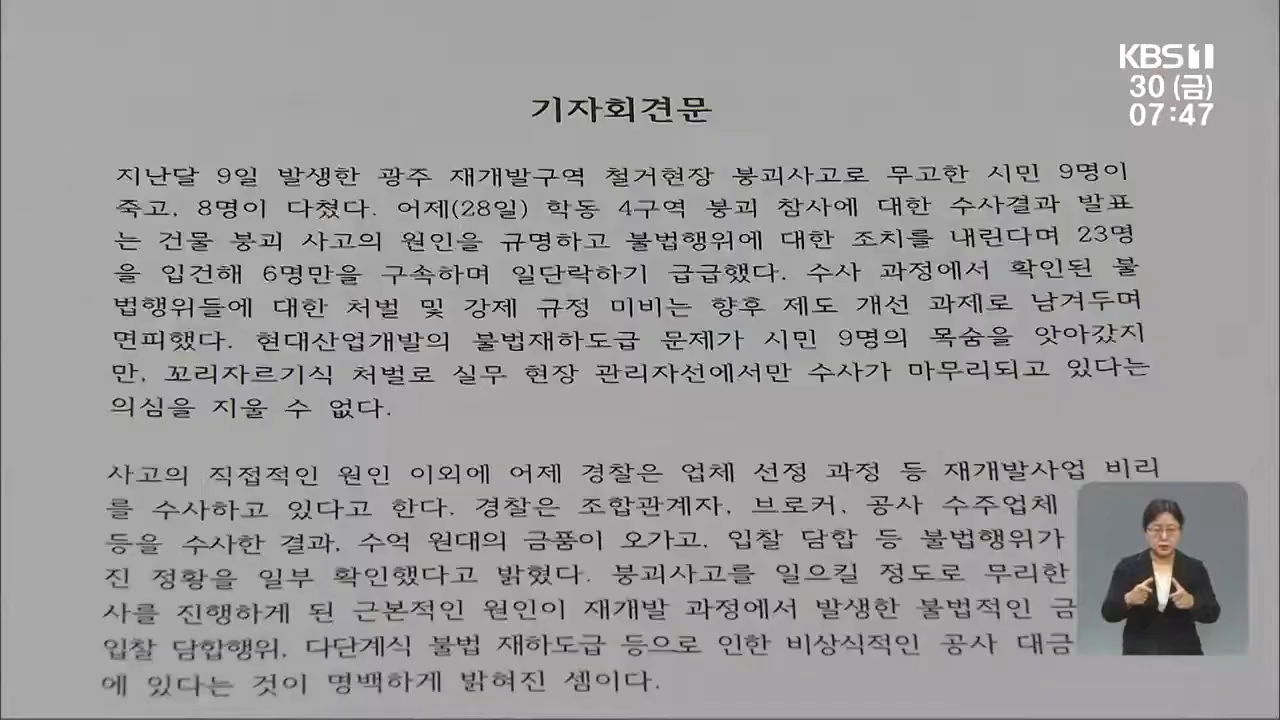 KBS1
30 (금)
07:47
기자회견문
지난달 9일 발생한 광주 재개발구역 철거현장 붕괴사고로 무고한 시민 9명이
죽고, 8명이 다쳤다. 어제(28일) 학동 4구역 붕괴 참사에 대한 수사결과 발표
는 건물 붕괴 사고의 원인을 규명하고 불법행위에 대한 조치를 내린다며 23명
을 입건해 6명만을 구속하며 일단락하기 급급했다. 수사 과정에서 확인된 불
법행위들에 대한 처벌 및 강제 규정 미비는 향후 제도 개선 과제로 남겨두며
면피했다. 현대산업개발의 불법재하도급 문제가 시민 9명의 목숨을 앗아갔지
만, 꼬리자르기식 처벌로 실무 현장 관리자선에서만 수사가 마무리되고 있다는
의심을 지울 수 없다.
사고의 직접적인 원인 이외에 어제 경찰은 업체 선정 과정 등 재개발사업 비리
를 수사하고 있다고 한다. 경찰은 조합관계자, 브로커, 공사 수주업체
등을 수사한 결과, 수억 원대의 금품이 오가고, 입찰 담합 등 불법행위가
진 정황을 일부 확인했다고 밝혔다. 붕괴사고를 일으킬 정도로 무리한
사를 진행하게 된 근본적인 원인이 재개발 과정에서 발생한 불법적인 금
입찰 담합행위, 다단계식 불법 재하도급 등으로 인한 비상식적인 공사 대금
에 있다는 것이 명백하게 밝혀진 셈이다.